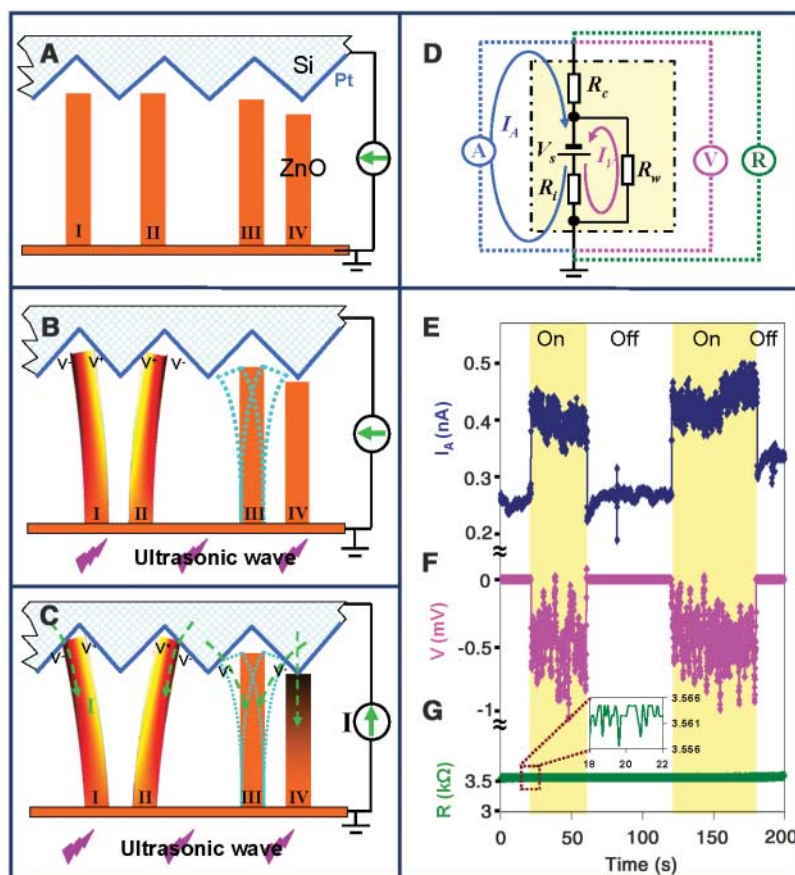 A
Si
Pt
ZnO
I II III IV
B
V- V+ V+ V-
I II III IV
Ultrasonic wave
C
V- V+ V+ V- V- V-
I
I
I II III IV
Ultrasonic wave
D
Rc
A IA Vs IV Rw V R
Ri
E On Off On Off
0.5
0.4
0.3
0.2
IA (nA)
≈
F
0
-0.5
-1
V (mV)
≈
G
3.566
3.561
3.556
18 20 22
3.5
3
R (kΩ)
0 50 100 150 200
Time (s)